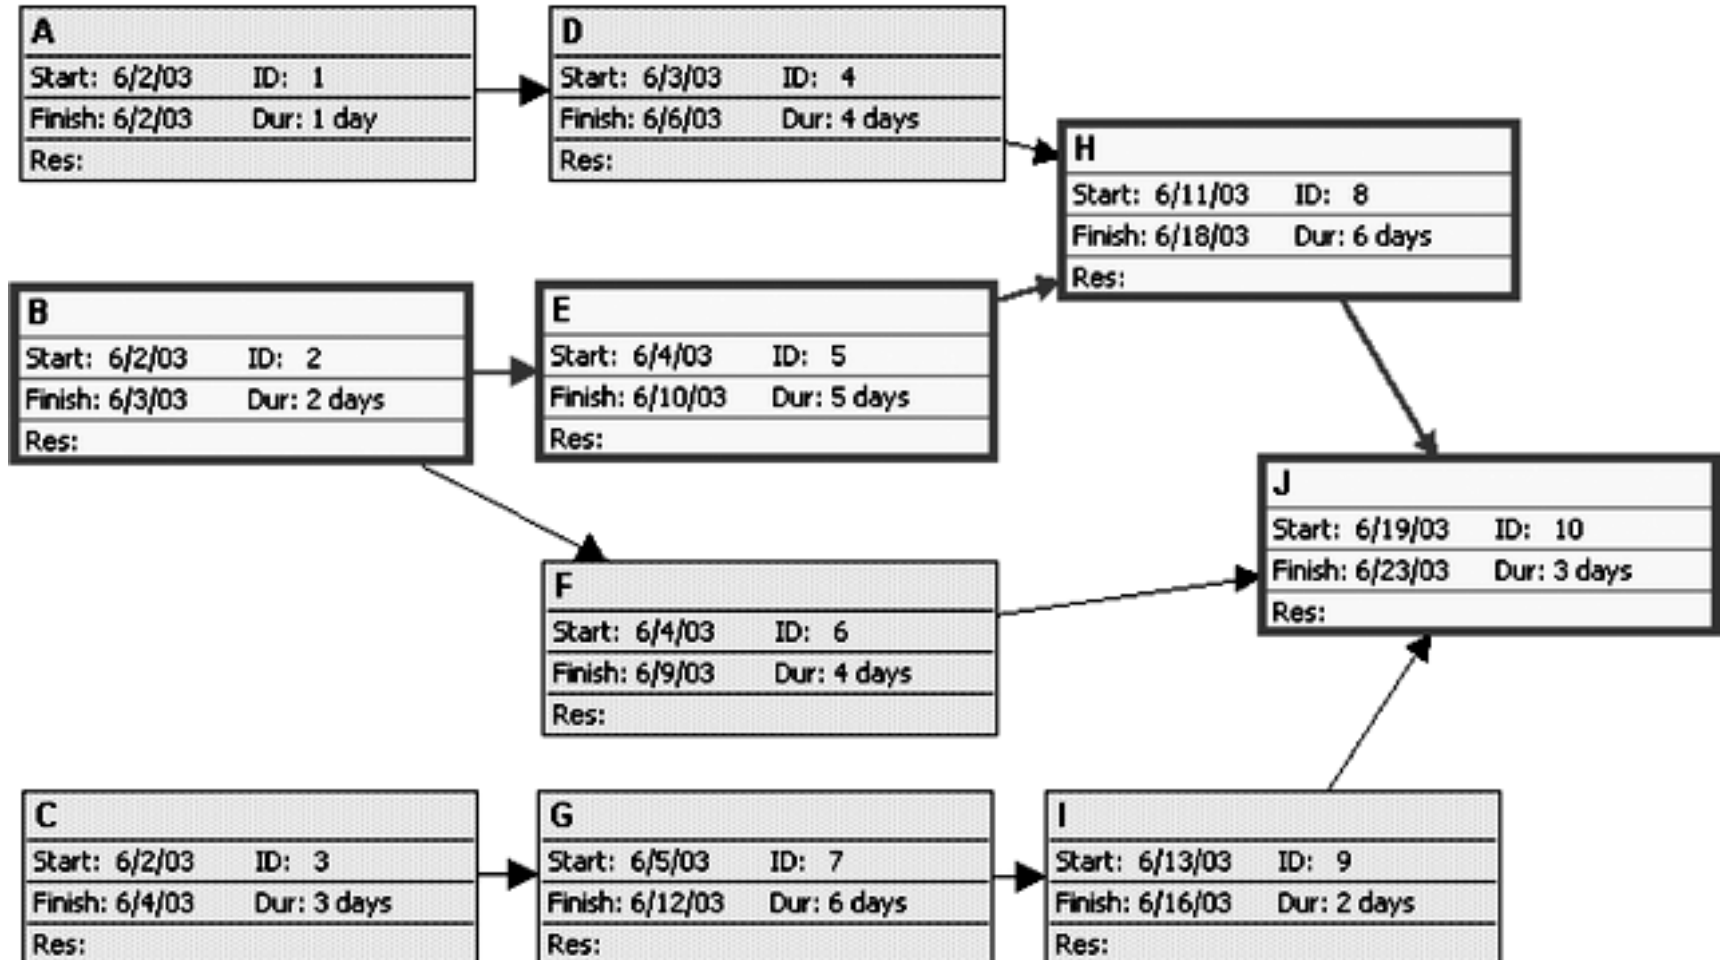 A
Start: 6/2/03 ID: 1
Finish: 6/2/03 Dur: 1 day
Res:
D
Start: 6/3/03 ID: 4
Finish: 6/6/03 Dur: 4 days
Res:
H
Start: 6/11/03 ID: 8
Finish: 6/18/03 Dur: 6 days
Res:
B
Start: 6/2/03 ID: 2
Finish: 6/3/03 Dur: 2 days
Res:
E
Start: 6/4/03 ID: 5
Finish: 6/10/03 Dur: 5 days
Res:
J
Start: 6/19/03 ID: 10
Finish: 6/23/03 Dur: 3 days
Res:
F
Start: 6/4/03 ID: 6
Finish: 6/9/03 Dur: 4 days
Res:
C
Start: 6/2/03 ID: 3
Finish: 6/4/03 Dur: 3 days
Res:
G
Start: 6/5/03 ID: 7
Finish: 6/12/03 Dur: 6 days
Res:
I
Start: 6/13/03 ID: 9
Finish: 6/16/03 Dur: 2 days
Res: